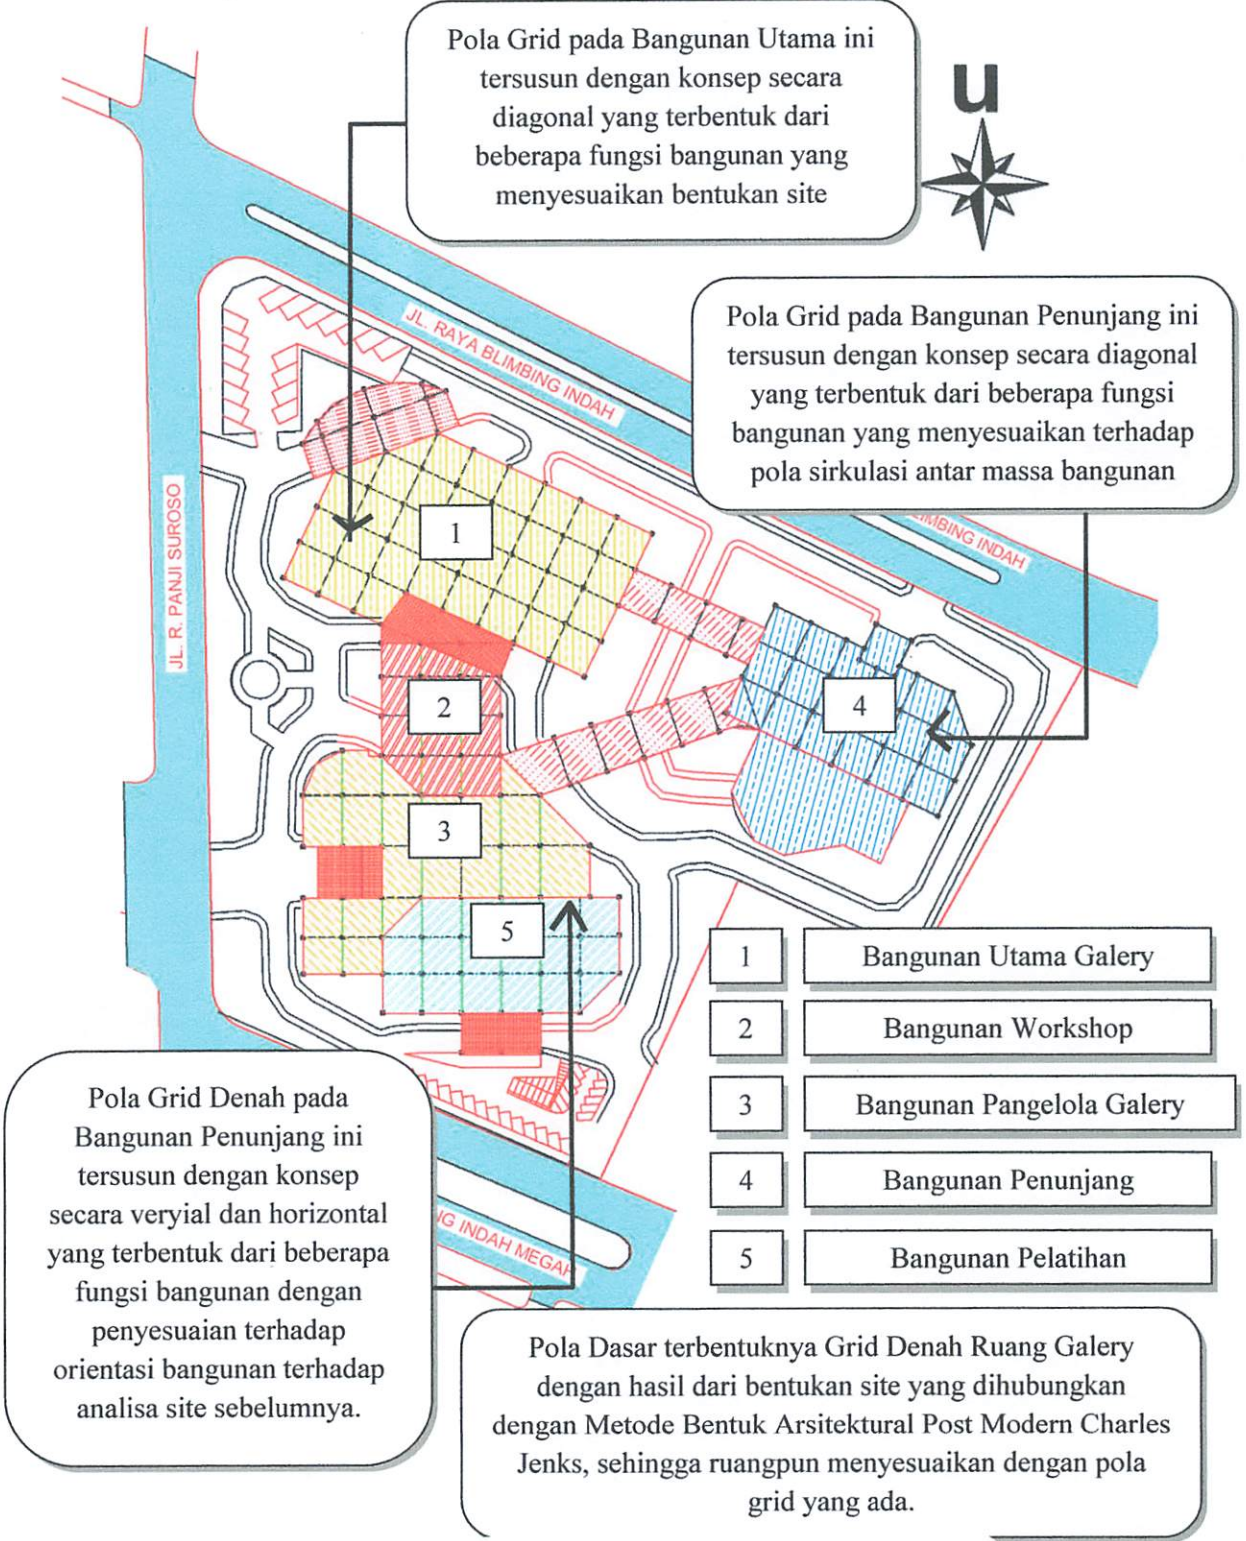 Pola Grid pada Bangunan Utama ini
tersusun dengan konsep secara
diagonal yang terbentuk dari
beberapa fungsi bangunan yang
menyesuaikan bentukan site
u
Pola Grid pada Bangunan Penunjang ini
tersusun dengan konsep secara diagonal
yang terbentuk dari beberapa fungsi
bangunan yang menyesuaikan terhadap
pola sirkulasi antar massa bangunan
JL. RAYA BLIMBING INDAH
IMBING INDAH
JL. R. PANJI SUROSO
1
2
3
4
5
1 Bangunan Utama Galery
2 Bangunan Workshop
3 Bangunan Pangelola Galery
4 Bangunan Penunjang
5 Bangunan Pelatihan
Pola Grid Denah pada
Bangunan Penunjang ini
tersusun dengan konsep
secara veryial dan horizontal
yang terbentuk dari beberapa
fungsi bangunan dengan
penyesuaian terhadap
orientasi bangunan terhadap
analisa site sebelumnya.
NG INDAH MEGAH
Pola Dasar terbentuknya Grid Denah Ruang Galery
dengan hasil dari bentukan site yang dihubungkan
dengan Metode Bentuk Arsitektural Post Modern Charles
Jenks, sehingga ruangpun menyesuaikan dengan pola
grid yang ada.